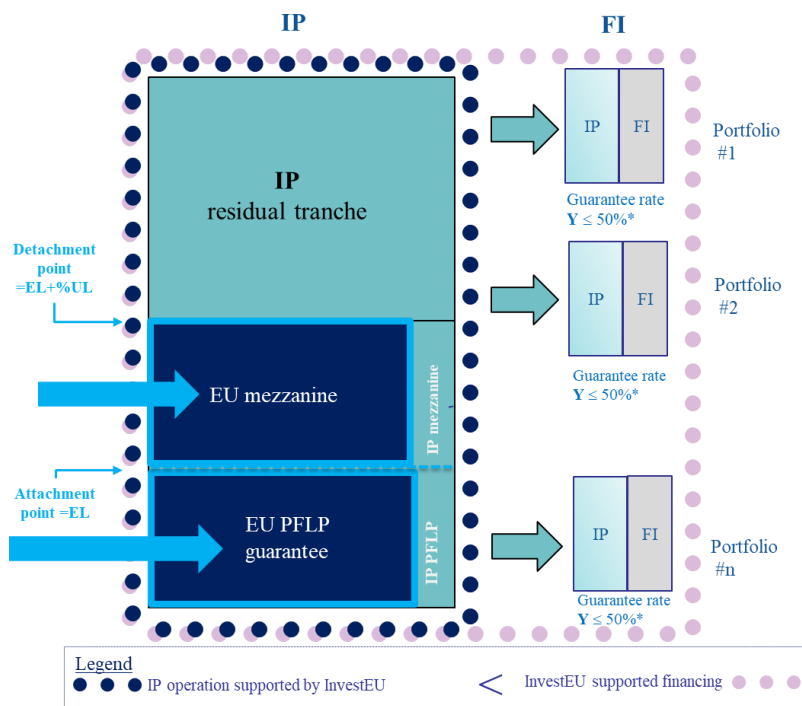 IP
FI
IP
residual tranche
IP
FI
Portfolio
#1
Guarantee rate
Y ≤ 50%*
Detachment
point
=EL+%UL
IP
FI
Portfolio
#2
EU mezzanine
IP mezzanine
Guarantee rate
Y ≤ 50%*
Attachment
point =EL
EU PFLP
guarantee
IP PFLP
IP
FI
Portfolio
#n
Guarantee rate
Y ≤ 50%*
Legend
IP operation supported by InvestEU
< InvestEU supported financing